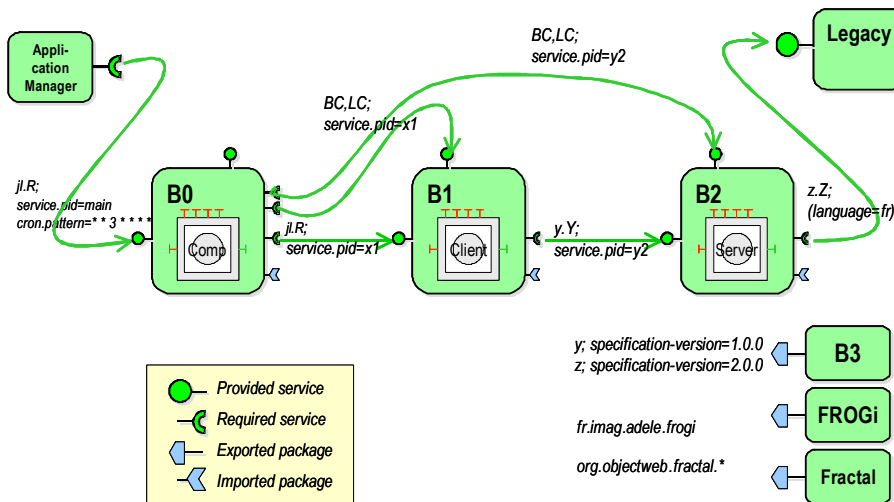 Appli-
cation
Manager
Legacy
BC,LC;
service.pid=y2
BC,LC;
service.pid=x1
jl.R;
service.pid=main
cron.pattern=* * 3 * * * *
B0
Comp
jl.R;
service.pid=x1
B1
Client
y.Y;
service.pid=y2
B2
Server
z.Z;
(language=fr)
y; specification-version=1.0.0
z; specification-version=2.0.0
B3
fr.imag.adele.frogi
FROGi
org.objectweb.fractal.*
Fractal
Provided service
Required service
Exported package
Imported package